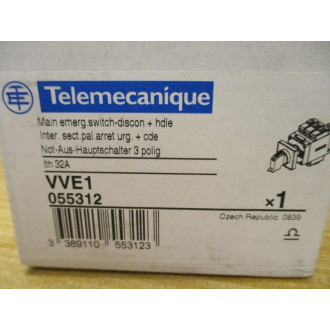 Telemecanique
Main emerg.switch-discon + hdle
Inter. sect.pal.arret urg. + cde
Not-Aus-Hauptschalter 3 polig
Ith 32A
VVE1
055312
×1
Czech Republic 0839
3 389110 553123